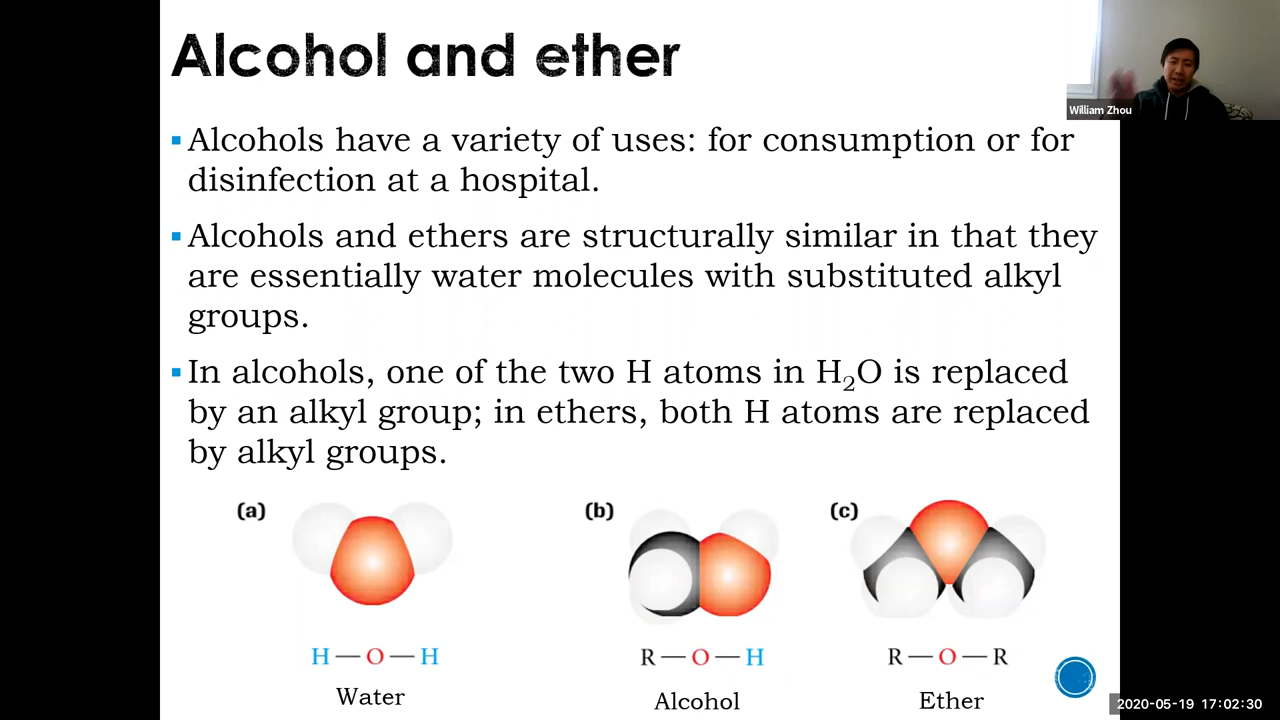 Alcohol and ether
William Zhou
▪Alcohols have a variety of uses: for consumption or for
disinfection at a hospital.
▪Alcohols and ethers are structurally similar in that they
are essentially water molecules with substituted alkyl
groups.
▪In alcohols, one of the two H atoms in H₂O is replaced
by an alkyl group; in ethers, both H atoms are replaced
by alkyl groups.
(a) (b) (c)
H—O—H R—O—H R—O—R
Water Alcohol Ether
2020-05-19 17:02:30